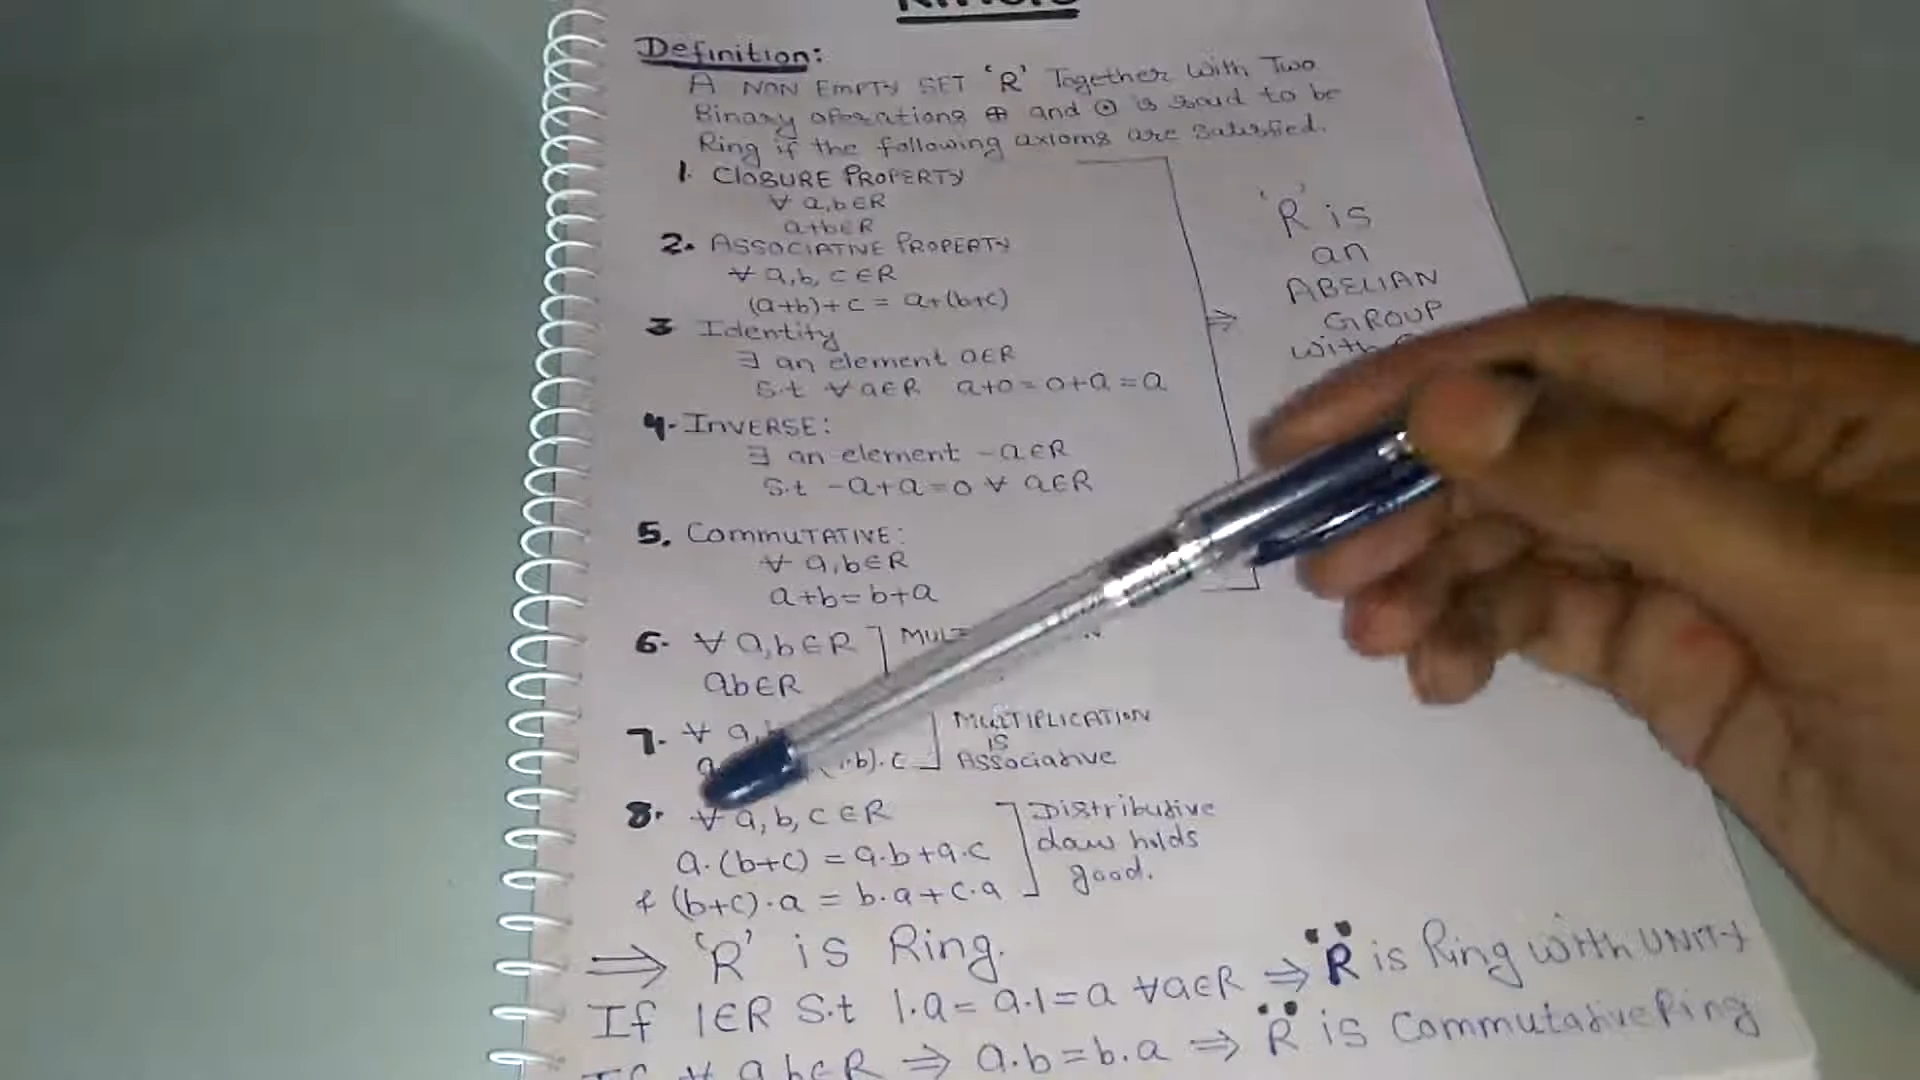 Definition:
A NON EMPTY SET 'R' Together With Two
Binary operations ⊕ and ⊙ is said to be
Ring if the following axioms are satisfied.
1. CLOSURE PROPERTY
∀ a,b∈R
a+b∈R
2. ASSOCIATIVE PROPERTY
∀ a,b,c∈R
(a+b)+c = a+(b+c)
3 Identity
∃ an element 0∈R
S.t ∀a∈R a+0=0+a=a
4. INVERSE:
∃ an element -a∈R
S.t -a+a=0 ∀ a∈R
5. COMMUTATIVE:
∀ a,b∈R
a+b=b+a
'R' is
an
ABELIAN
GROUP
with
6. ∀ a,b∈R
ab∈R
7. ∀ a,
.b).c
MULTIPLICATION
is
Associative
8. ∀ a,b,c∈R
a.(b+c) = a.b+a.c
& (b+c).a = b.a+c.a
Distributive
Law holds
good.
⇒ 'R' is Ring.
If 1∈R S.t 1.a = a.1=a ∀a∈R ⇒ R is Ring with UNITY
If ∀ a,b∈R ⇒ a.b=b.a ⇒ R is Commutative Ring